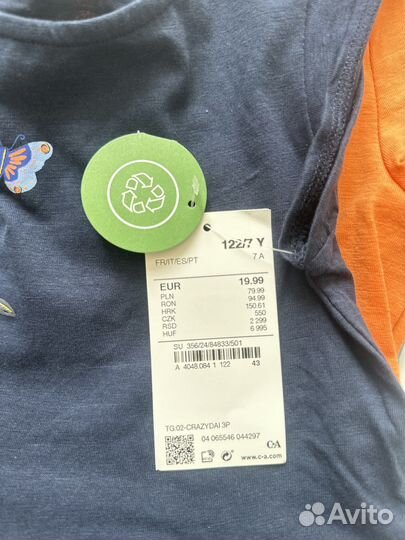 122/7 Y
FR/IT/ES/PT 7 A
EUR 19.99
PLN 79.99
RON 94.99
HRK 150.61
CZK 550
RSD 2 299
HUF 6 995
SU 356/24/84833/501
A 4048.084 1 122 43
TG:02-CRAZYDAI 3P
04 065546 044297 C&A
www.c-a.com
Avito